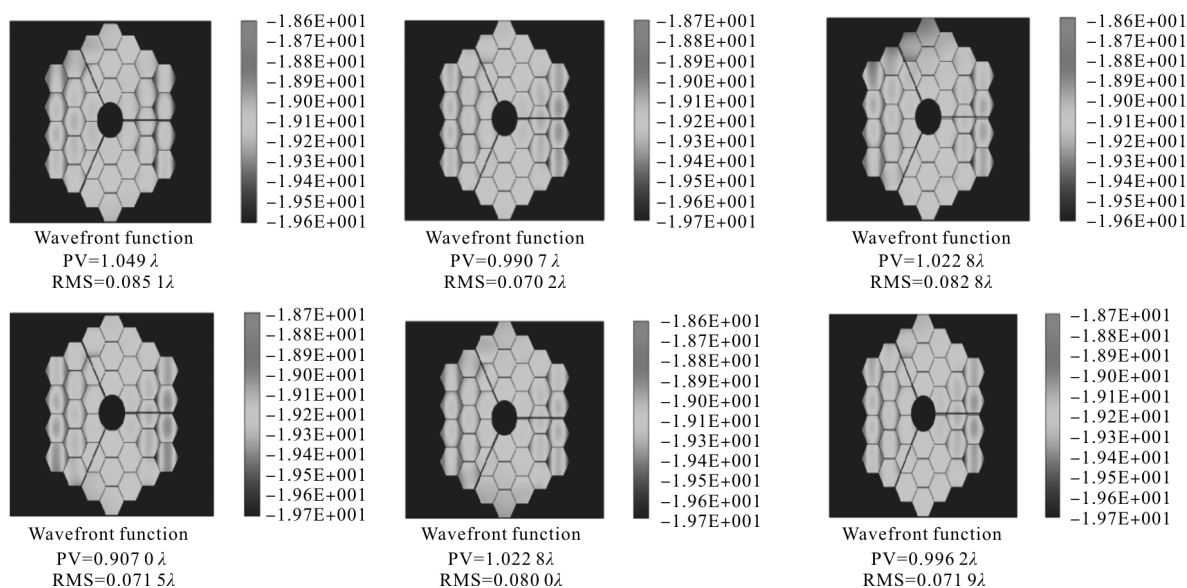 −1.86E+001
−1.87E+001
−1.88E+001
−1.89E+001
−1.90E+001
−1.91E+001
−1.92E+001
−1.93E+001
−1.94E+001
−1.95E+001
−1.96E+001
Wavefront function
PV=1.049 λ
RMS=0.085 1λ
−1.87E+001
−1.88E+001
−1.89E+001
−1.90E+001
−1.91E+001
−1.92E+001
−1.93E+001
−1.94E+001
−1.95E+001
−1.96E+001
−1.97E+001
Wavefront function
PV=0.990 7 λ
RMS=0.070 2λ
−1.86E+001
−1.87E+001
−1.88E+001
−1.89E+001
−1.90E+001
−1.91E+001
−1.92E+001
−1.93E+001
−1.94E+001
−1.95E+001
−1.96E+001
Wavefront function
PV=1.022 8λ
RMS=0.082 8λ
−1.87E+001
−1.88E+001
−1.89E+001
−1.90E+001
−1.91E+001
−1.92E+001
−1.93E+001
−1.94E+001
−1.95E+001
−1.96E+001
−1.97E+001
Wavefront function
PV=0.907 0 λ
RMS=0.071 5λ
−1.86E+001
−1.87E+001
−1.88E+001
−1.89E+001
−1.90E+001
−1.91E+001
−1.93E+001
−1.94E+001
−1.95E+001
−1.96E+001
−1.97E+001
Wavefront function
PV=1.022 8λ
RMS=0.080 0λ
−1.87E+001
−1.88E+001
−1.89E+001
−1.90E+001
−1.91E+001
−1.92E+001
−1.93E+001
−1.94E+001
−1.95E+001
−1.96E+001
−1.97E+001
Wavefront function
PV=0.996 2λ
RMS=0.071 9λ